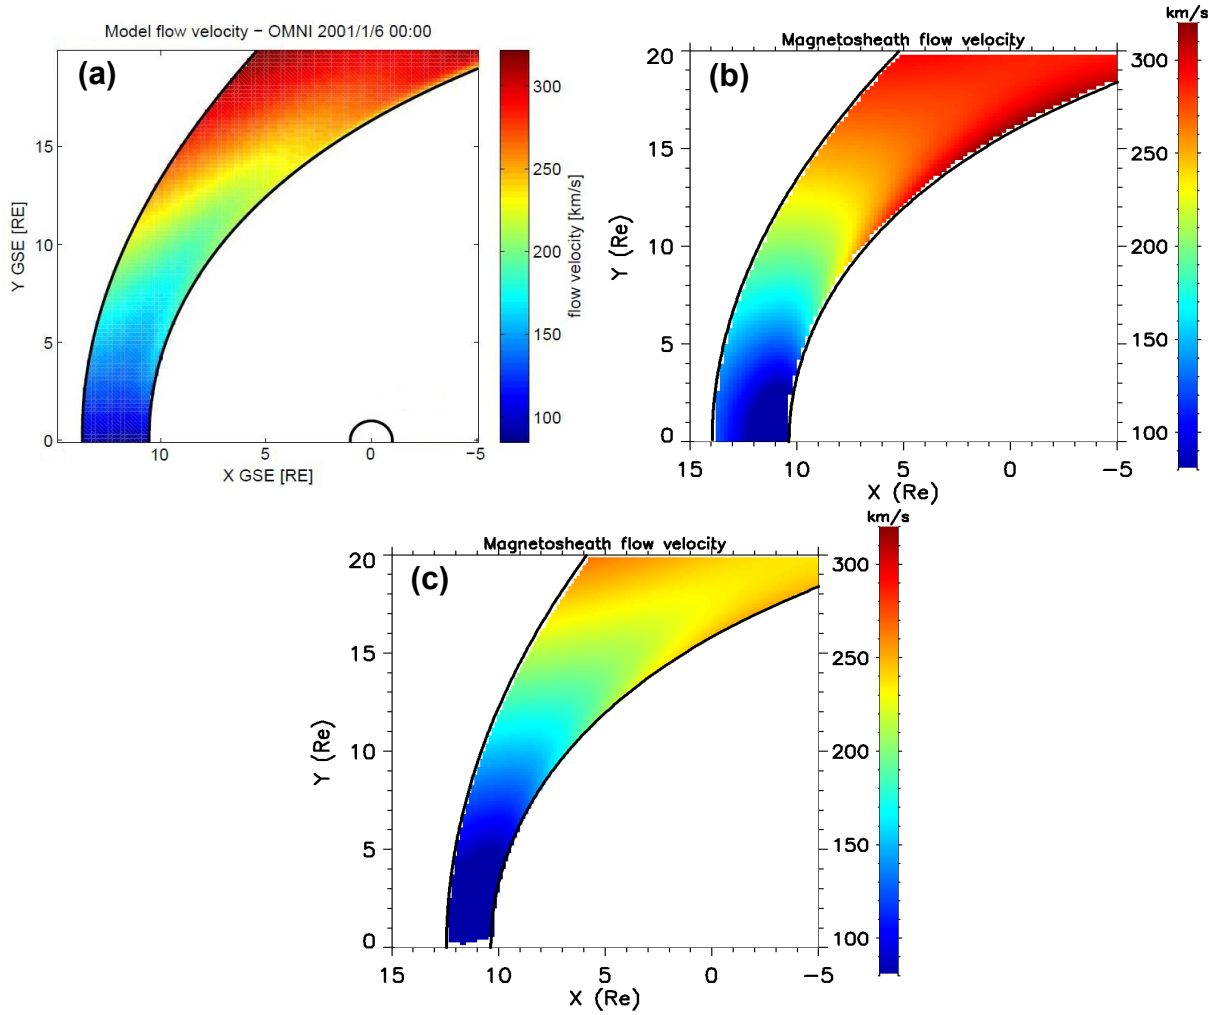 Model flow velocity − OMNI 2001/1/6 00:00
(a)
Y GSE [RE]
15
10
5
0
10
5
0
−5
X GSE [RE]
300
250
200
150
100
flow velocity [km/s]
km/s
Magnetosheath flow velocity
(b)
Y (Re)
20
15
10
5
0
15
10
5
0
−5
X (Re)
300
250
200
150
100
km/s
Magnetosheath flow velocity
(c)
Y (Re)
20
15
10
5
0
15
10
5
0
−5
X (Re)
300
250
200
150
100